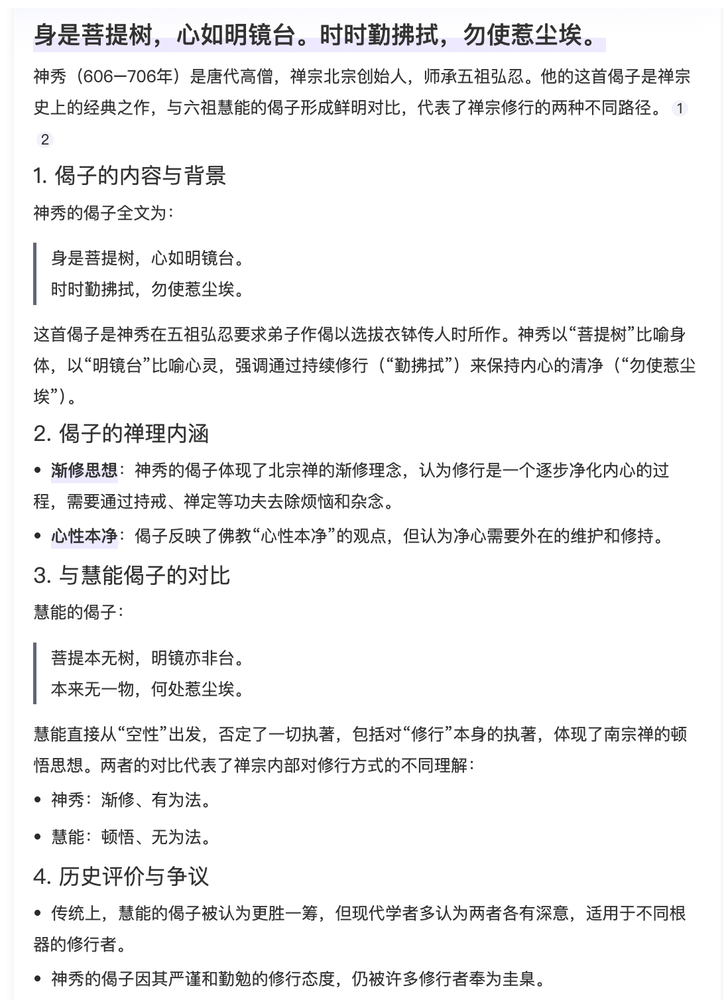 身是菩提树，心如明镜台。时时勤拂拭，勿使惹尘埃。
神秀（606—706年）是唐代高僧，禅宗北宗创始人，师承五祖弘忍。他的这首偈子是禅宗
史上的经典之作，与六祖慧能的偈子形成鲜明对比，代表了禅宗修行的两种不同路径。 1
2
1. 偈子的内容与背景
神秀的偈子全文为：
身是菩提树，心如明镜台。
时时勤拂拭，勿使惹尘埃。
这首偈子是神秀在五祖弘忍要求弟子作偈以选拔衣钵传人时所作。神秀以“菩提树”比喻身
体，以“明镜台”比喻心灵，强调通过持续修行（“勤拂拭”）来保持内心的清净（“勿使惹尘
埃”）。
2. 偈子的禅理内涵
• 渐修思想：神秀的偈子体现了北宗禅的渐修理念，认为修行是一个逐步净化内心的过
程，需要通过持戒、禅定等功夫去除烦恼和杂念。
• 心性本净：偈子反映了佛教“心性本净”的观点，但认为净心需要外在的维护和修持。
3. 与慧能偈子的对比
慧能的偈子：
菩提本无树，明镜亦非台。
本来无一物，何处惹尘埃。
慧能直接从“空性”出发，否定了一切执著，包括对“修行”本身的执著，体现了南宗禅的顿
悟思想。两者的对比代表了禅宗内部对修行方式的不同理解：
• 神秀：渐修、有为法。
• 慧能：顿悟、无为法。
4. 历史评价与争议
• 传统上，慧能的偈子被认为更胜一筹，但现代学者多认为两者各有深意，适用于不同根
器的修行者。
• 神秀的偈子因其严谨和勤勉的修行态度，仍被许多修行者奉为圭臬。